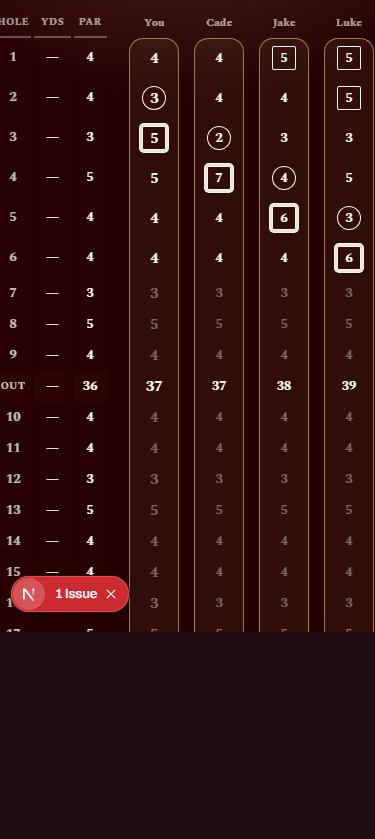 HOLE YDS PAR You Cade Jake Luke
1 — 4 4 4 5 5
2 — 4 3 4 4 5
3 — 3 5 2 3 3
4 — 5 5 7 4 5
5 — 4 4 4 6 3
6 — 4 4 4 4 6
7 — 3 3 3 3 3
8 — 5 5 5 5 5
9 — 4 4 4 4 4
OUT — 36 37 37 38 39
10 — 4 4 4 4 4
11 — 4 4 4 4 4
12 — 3 3 3 3 3
13 — 5 5 5 5 5
14 — 4 4 4 4 4
15 — 4 4 4 4 4
N 1 Issue ×
3 3 3 3